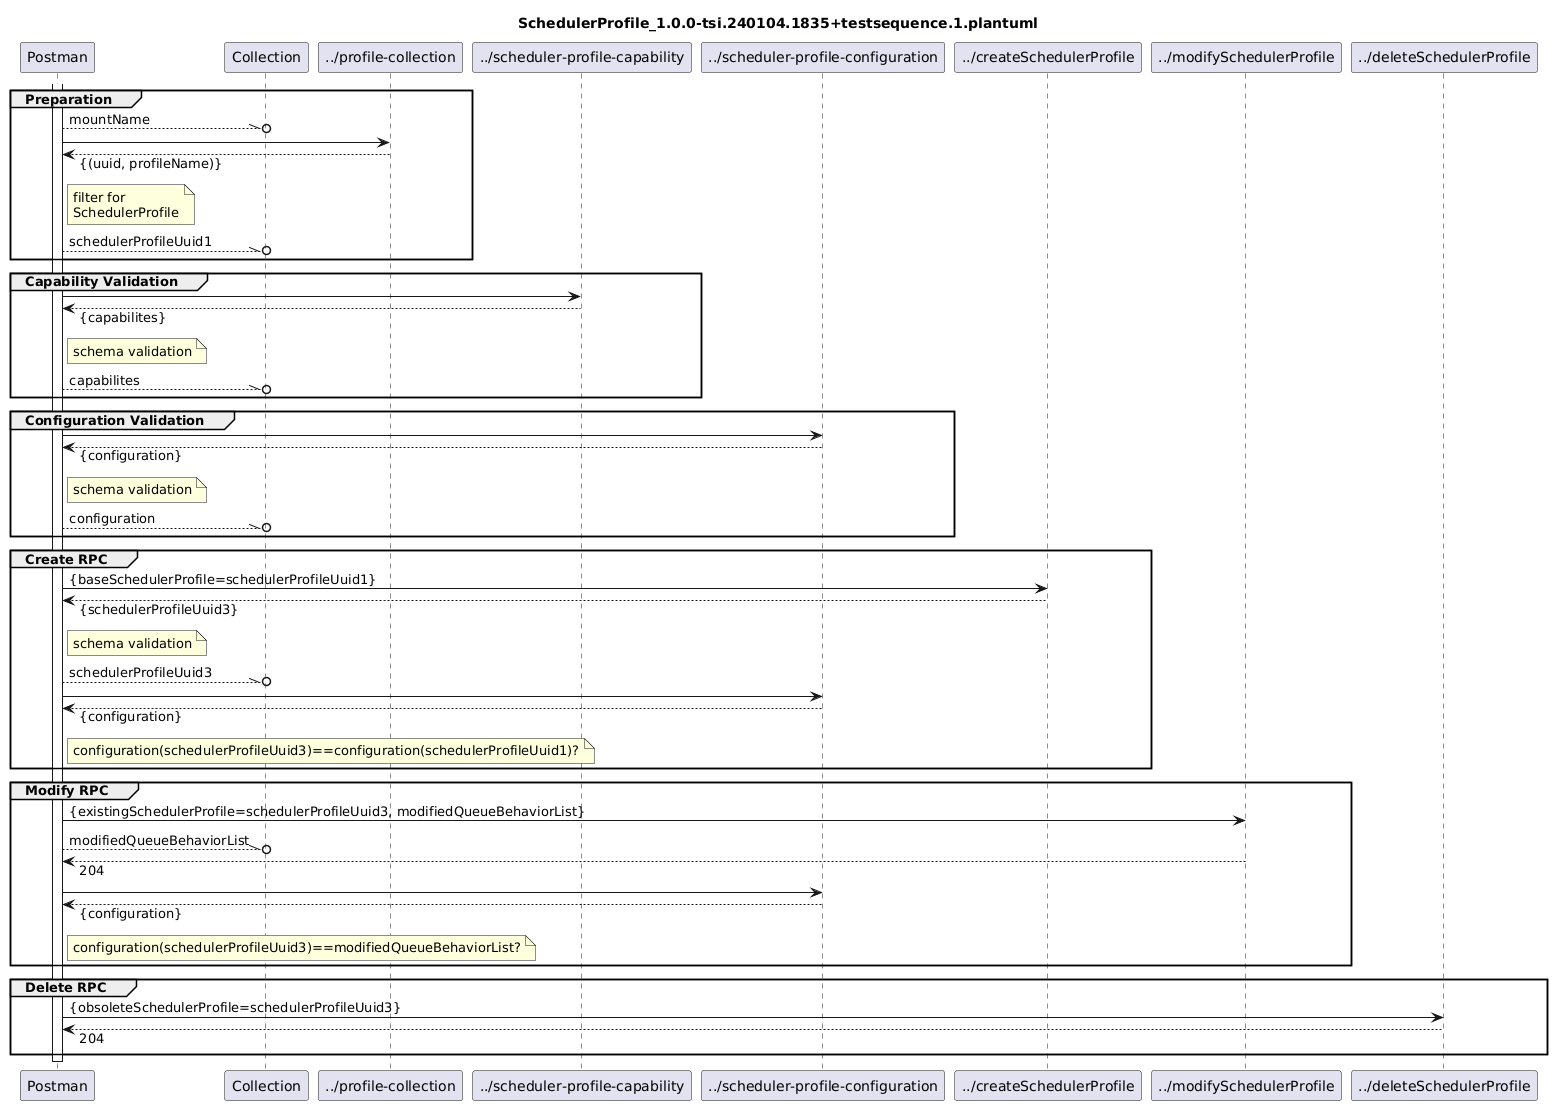 SchedulerProfile_1.0.0-tsi.240104.1835+testsequence.1.plantuml
Postman
Collection
../profile-collection
../scheduler-profile-capability
../scheduler-profile-configuration
../createSchedulerProfile
../modifySchedulerProfile
../deleteSchedulerProfile
Preparation
mountName
{(uuid, profileName)}
filter for
SchedulerProfile
schedulerProfileUuid1
Capability Validation
{capabilites}
schema validation
capabilites
Configuration Validation
{configuration}
schema validation
configuration
Create RPC
{baseSchedulerProfile=schedulerProfileUuid1}
{schedulerProfileUuid3}
schema validation
schedulerProfileUuid3
{configuration}
configuration(schedulerProfileUuid3)==configuration(schedulerProfileUuid1)?
Modify RPC
{existingSchedulerProfile=schedulerProfileUuid3, modifiedQueueBehaviorList}
modifiedQueueBehaviorList
204
{configuration}
configuration(schedulerProfileUuid3)==modifiedQueueBehaviorList?
Delete RPC
{obsoleteSchedulerProfile=schedulerProfileUuid3}
204
Postman
Collection
../profile-collection
../scheduler-profile-capability
../scheduler-profile-configuration
../createSchedulerProfile
../modifySchedulerProfile
../deleteSchedulerProfile